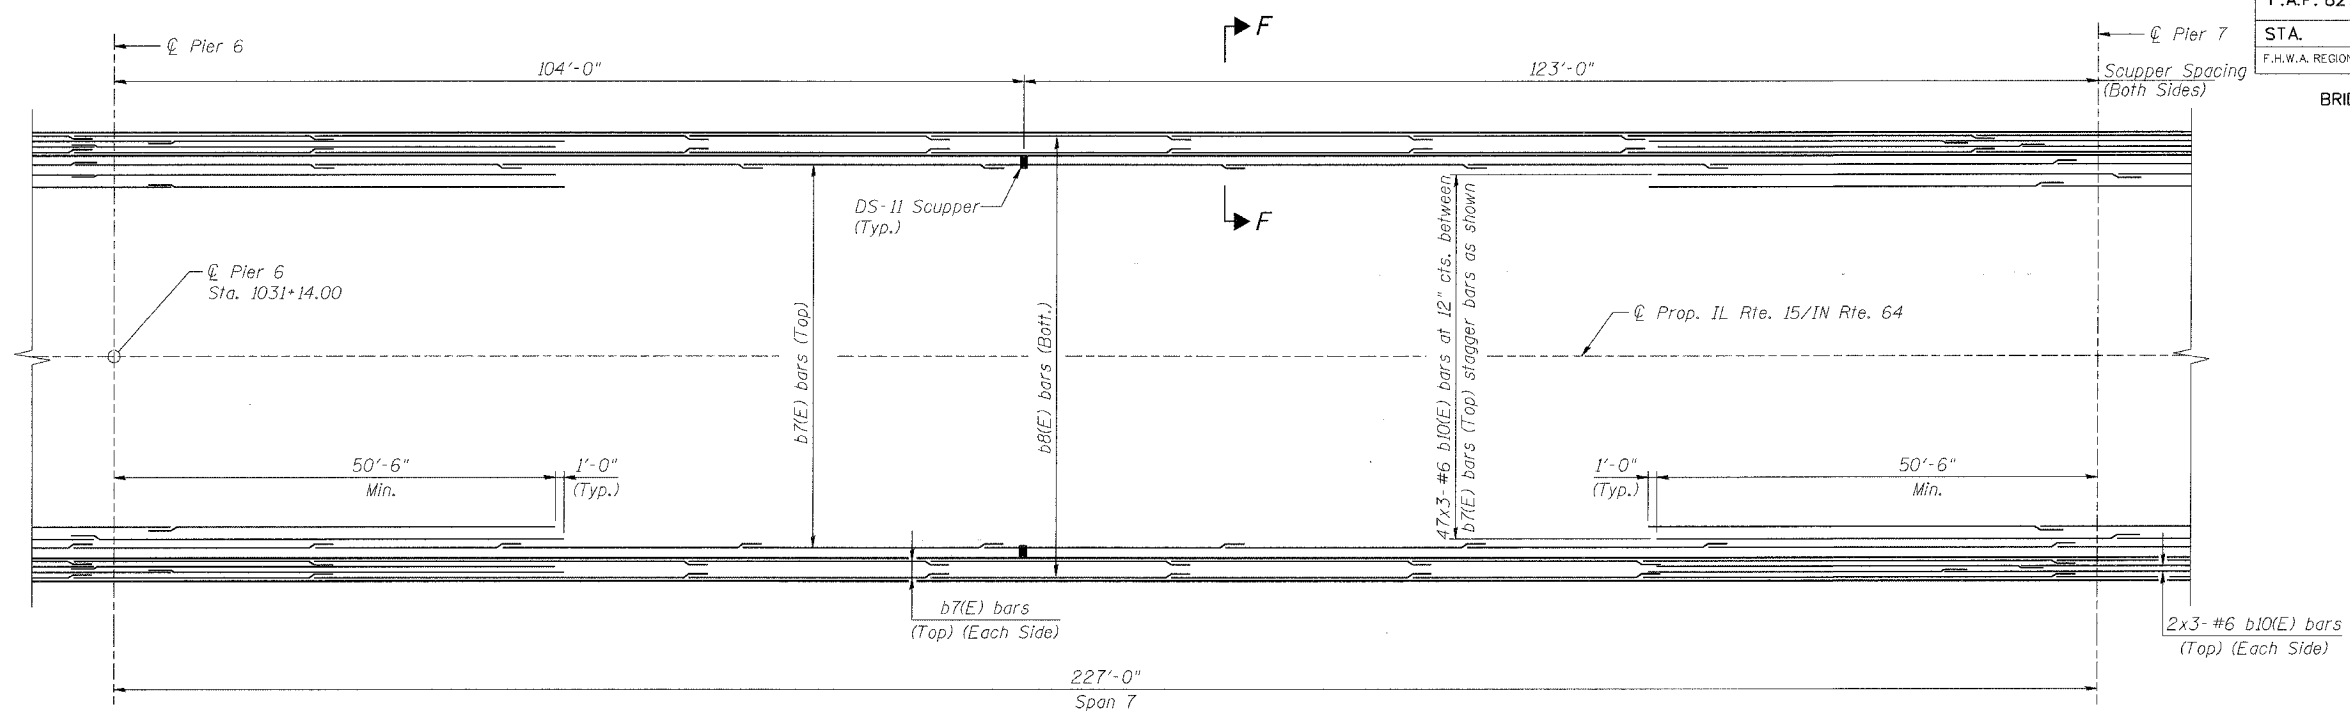 F
℄ Pier 6
℄ Pier 7
STA.
F.H.W.A. REGION
104'-0"
123'-0"
Scupper Spacing
(Both Sides)
DS-11 Scupper
(Typ.)
F
℄ Pier 6
Sta. 1031+14.00
b7(E) bars (Top)
b8(E) bars (Bott.)
47x3-#6 b10(E) bars at 12" cts. between
b7(E) bars (Top) stagger bars as shown
℄ Prop. IL Rte. 15/IN Rte. 64
50'-6"
Min.
1'-0"
(Typ.)
1'-0"
(Typ.)
50'-6"
Min.
b7(E) bars
(Top) (Each Side)
2x3-#6 b10(E) bars
(Top) (Each Side)
227'-0"
Span 7